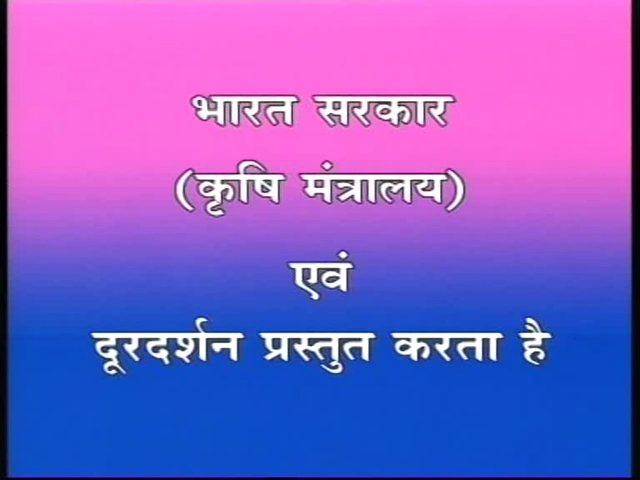 भारत सरकार
(कृषि मंत्रालय)
एवं
दूरदर्शन प्रस्तुत करता है